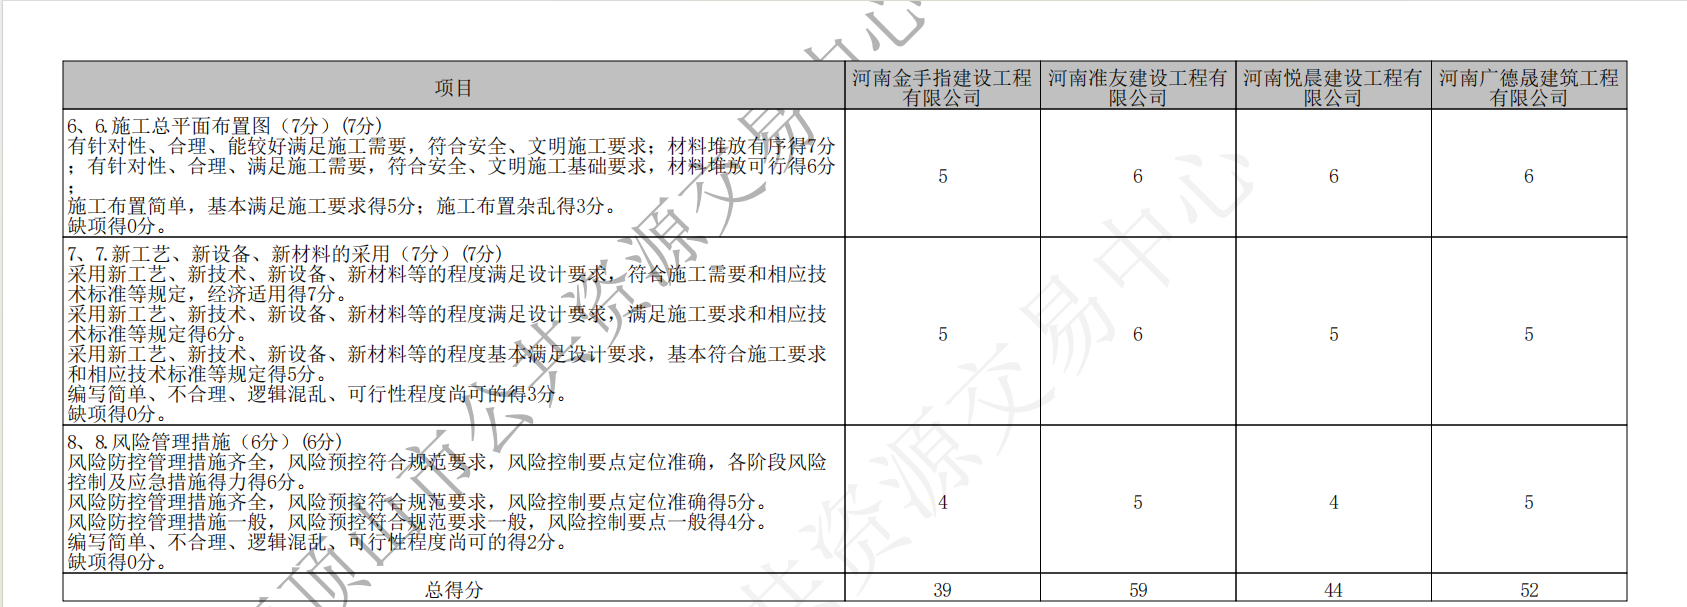 项目
河南金手指建设工程
有限公司
河南准友建设工程有
限公司
河南悦晨建设工程有
限公司
河南广德晟建筑工程
有限公司
6、6.施工总平面布置图（7分）(7分)
有针对性、合理、能较好满足施工需要，符合安全、文明施工要求；材料堆放有序得7分
；有针对性、合理、满足施工需要，符合安全、文明施工基础要求，材料堆放可行得6分
；
施工布置简单，基本满足施工要求得5分；施工布置杂乱得3分。
缺项得0分。
5
6
6
6
7、7.新工艺、新设备、新材料的采用（7分）(7分)
采用新工艺、新技术、新设备、新材料等的程度满足设计要求，符合施工需要和相应技
术标准等规定，经济适用得7分。
采用新工艺、新技术、新设备、新材料等的程度满足设计要求，满足施工要求和相应技
术标准等规定得6分。
采用新工艺、新技术、新设备、新材料等的程度基本满足设计要求，基本符合施工要求
和相应技术标准等规定得5分。
编写简单、不合理、逻辑混乱、可行性程度尚可的得3分。
缺项得0分。
5
6
5
5
8、8.风险管理措施（6分）(6分)
风险防控管理措施齐全，风险预控符合规范要求，风险控制要点定位准确，各阶段风险
控制及应急措施得力得6分。
风险防控管理措施齐全，风险预控符合规范要求，风险控制要点定位准确得5分。
风险防控管理措施一般，风险预控符合规范要求一般，风险控制要点一般得4分。
编写简单、不合理、逻辑混乱、可行性程度尚可的得2分。
缺项得0分。
4
5
4
5
总得分
39
59
44
52
顶山市公共资源交易中心
共资源交易中心